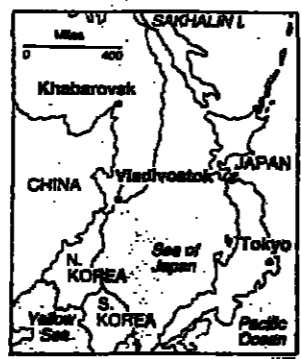 SAKHALIN I.
Miles
0 400
Khabarovsk
JAPAN
Vladivostok
CHINA
Sea of
Japan
Tokyo
N.
KOREA
S.
KOREA
Yellow
Sea
Pacific
Ocean